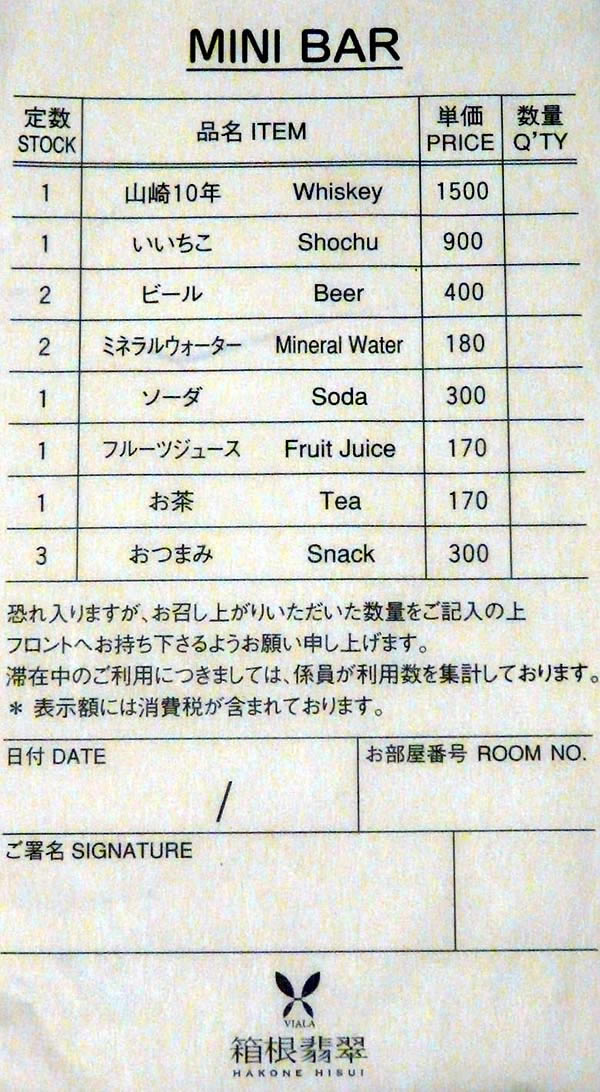 MINI BAR
定数 品名 ITEM 単価 数量
STOCK PRICE Q'TY
1 山崎10年 Whiskey 1500
1 いいちこ Shochu 900
2 ビール Beer 400
2 ミネラルウォーター Mineral Water 180
1 ソーダ Soda 300
1 フルーツジュース Fruit Juice 170
1 お茶 Tea 170
3 おつまみ Snack 300
恐れ入りますが、お召し上がりいただいた数量をご記入の上
フロントへお持ち下さるようお願い申し上げます。
滞在中のご利用につきましては、係員が利用数を集計しております。
＊ 表示額には消費税が含まれております。
日付 DATE お部屋番号 ROOM NO.
/
ご署名 SIGNATURE
VIALA
箱根翡翠
HAKONE HISUI